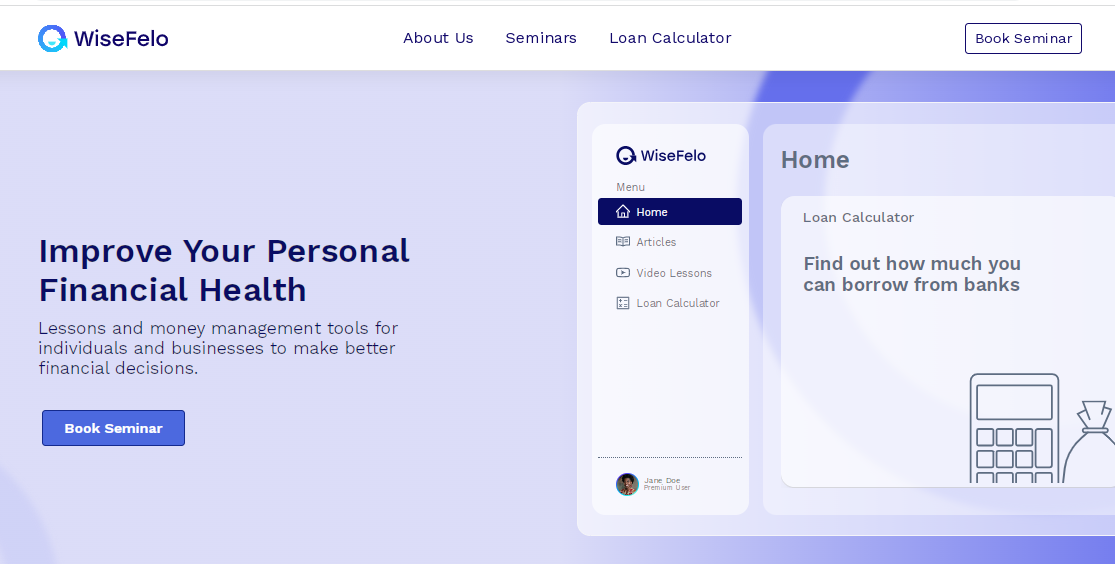 WiseFelo
About Us
Seminars
Loan Calculator
Book Seminar
Improve Your Personal
Financial Health
Lessons and money management tools for
individuals and businesses to make better
financial decisions.
Book Seminar
WiseFelo
Menu
Home
Articles
Video Lessons
Loan Calculator
Jane Doe
Premium User
Home
Loan Calculator
Find out how much you
can borrow from banks